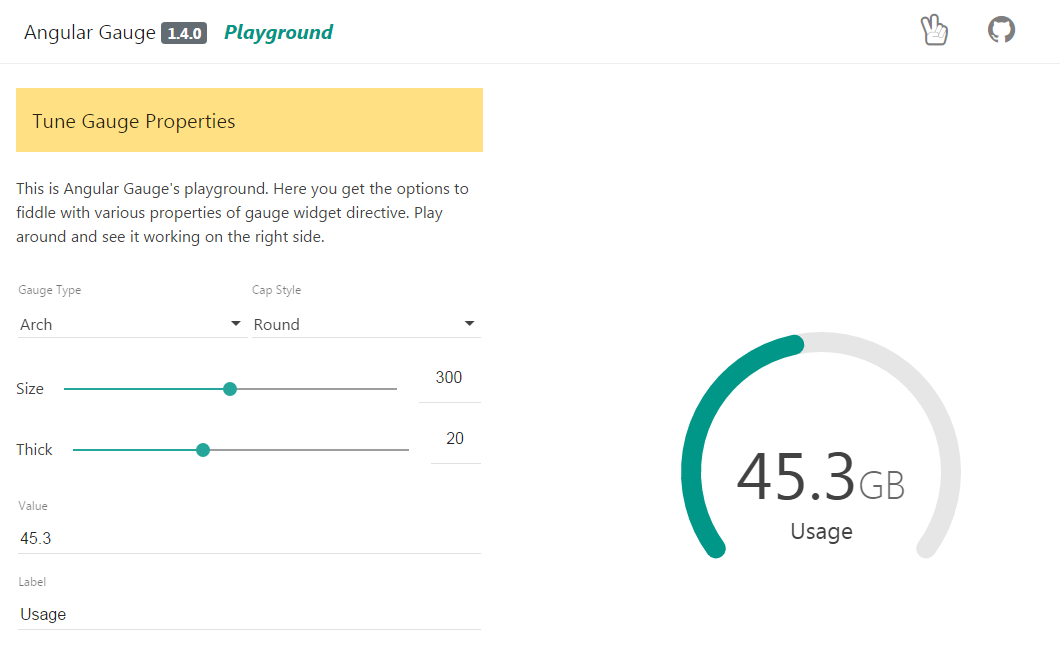 Angular Gauge 1.4.0 Playground
Tune Gauge Properties
This is Angular Gauge's playground. Here you get the options to
fiddle with various properties of gauge widget directive. Play
around and see it working on the right side.
Gauge Type
Cap Style
Arch
Round
Size
300
Thick
20
Value
45.3
Label
Usage
45.3GB
Usage